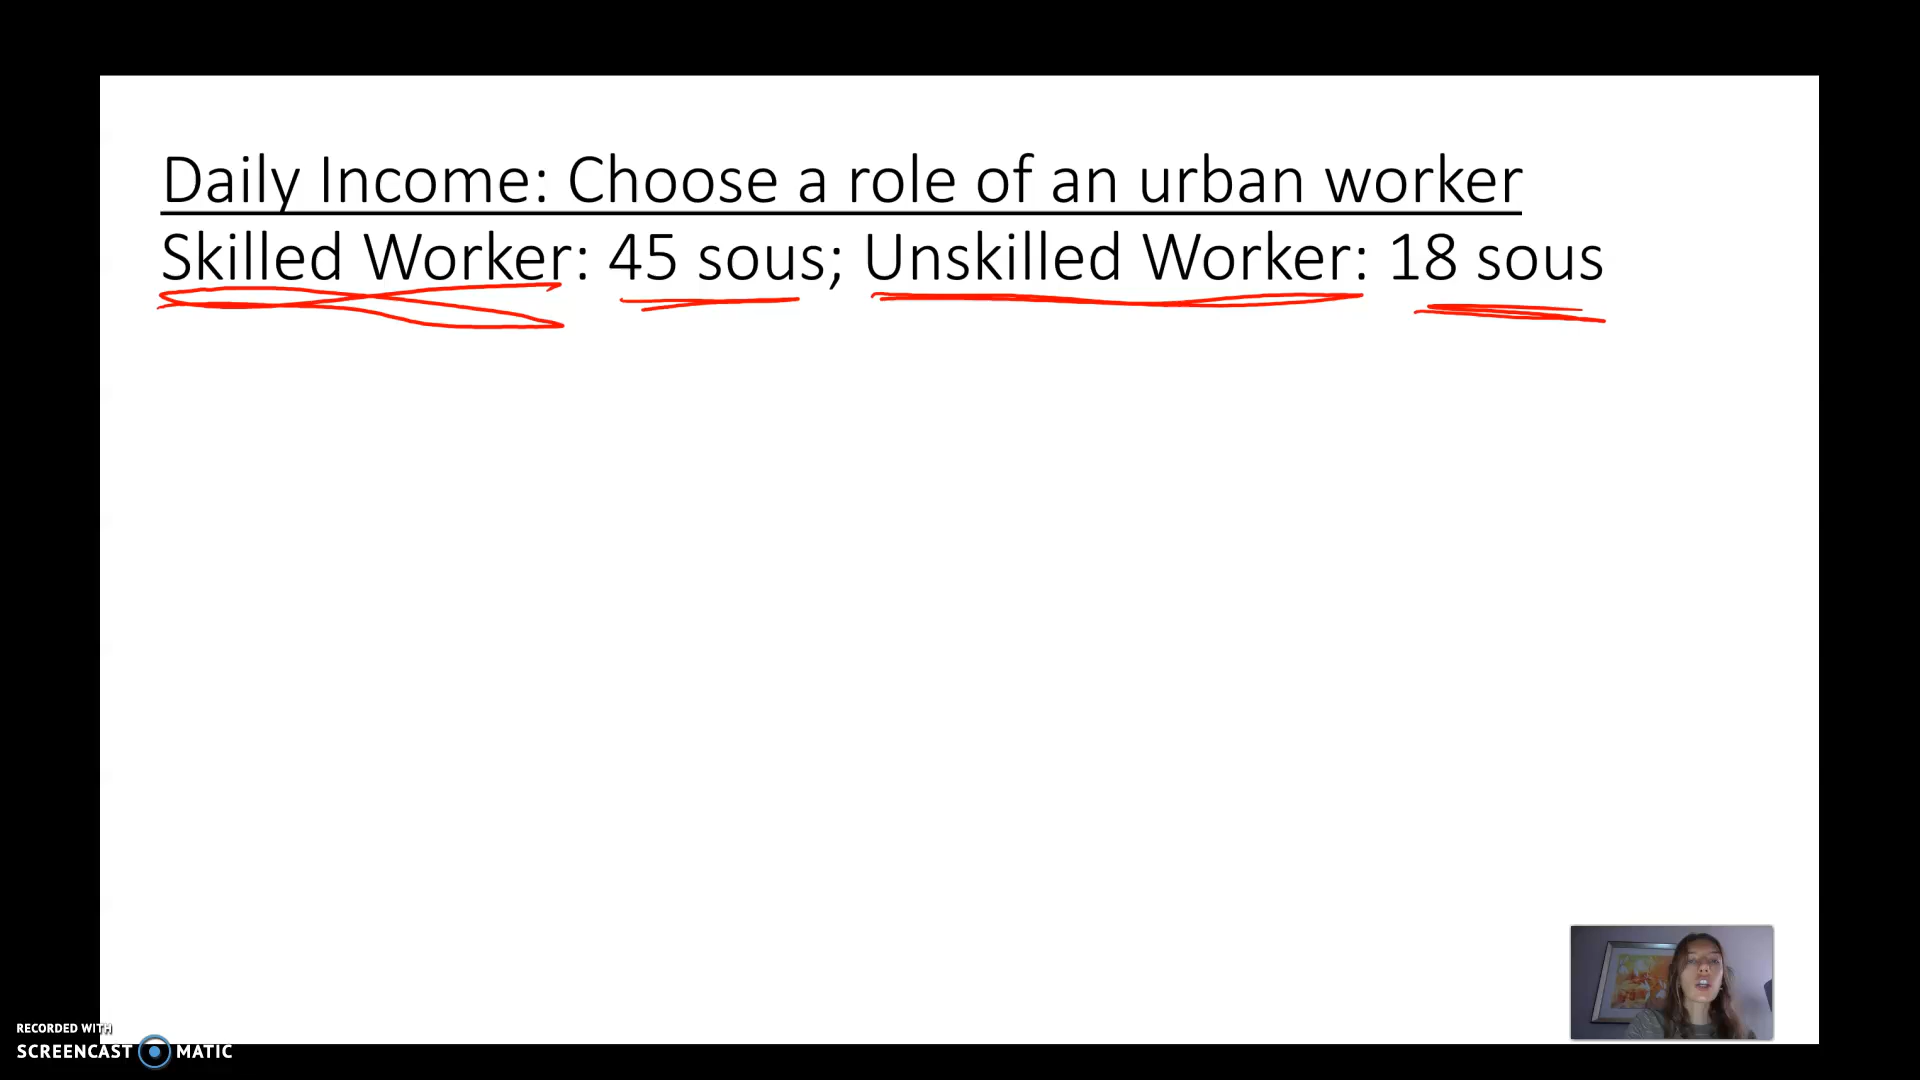 Daily Income: Choose a role of an urban worker
Skilled Worker: 45 sous; Unskilled Worker: 18 sous
RECORDED WITH
SCREENCAST MATIC